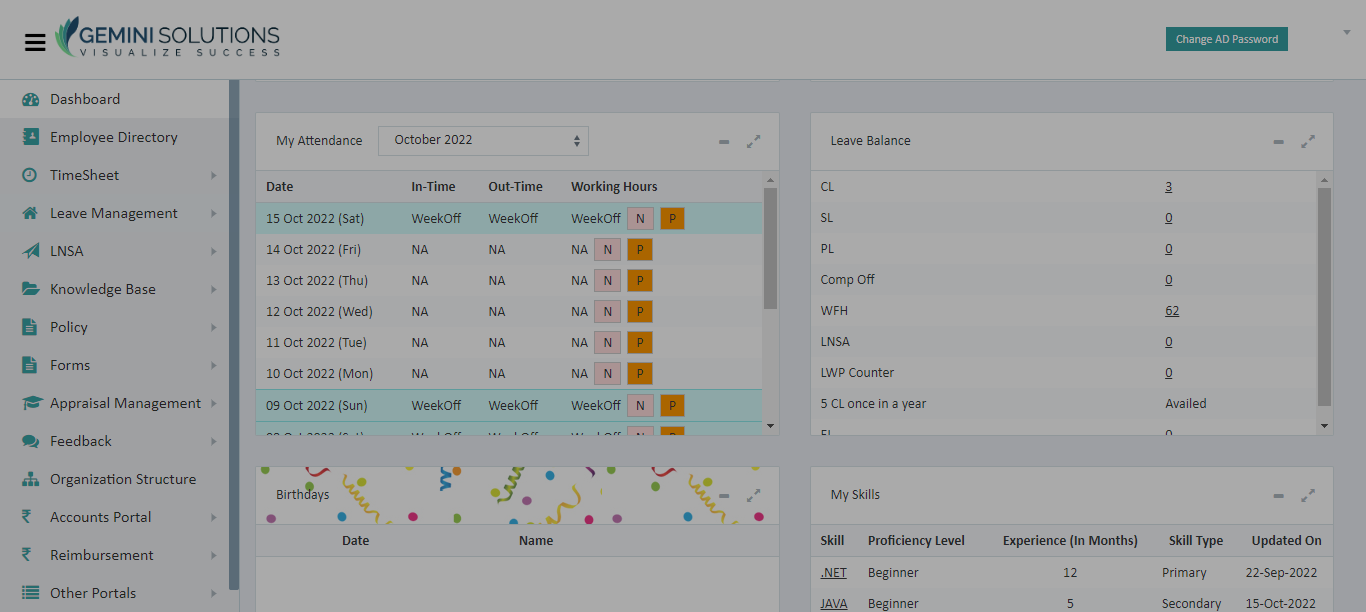 GEMINI SOLUTIONS
VISUALIZE SUCCESS
Change AD Password
Dashboard
Employee Directory
TimeSheet
Leave Management
LNSA
Knowledge Base
Policy
Forms
Appraisal Management
Feedback
Organization Structure
Accounts Portal
Reimbursement
Other Portals
My Attendance October 2022
Date In-Time Out-Time Working Hours
15 Oct 2022 (Sat) WeekOff WeekOff WeekOff N P
14 Oct 2022 (Fri) NA NA NA N P
13 Oct 2022 (Thu) NA NA NA N P
12 Oct 2022 (Wed) NA NA NA N P
11 Oct 2022 (Tue) NA NA NA N P
10 Oct 2022 (Mon) NA NA NA N P
09 Oct 2022 (Sun) WeekOff WeekOff WeekOff N P
Leave Balance
CL 3
SL 0
PL 0
Comp Off 0
WFH 62
LNSA 0
LWP Counter 0
5 CL once in a year Availed
Birthdays
Date Name
My Skills
Skill Proficiency Level Experience (In Months) Skill Type Updated On
.NET Beginner 12 Primary 22-Sep-2022
JAVA Beginner 5 Secondary 15-Oct-2022